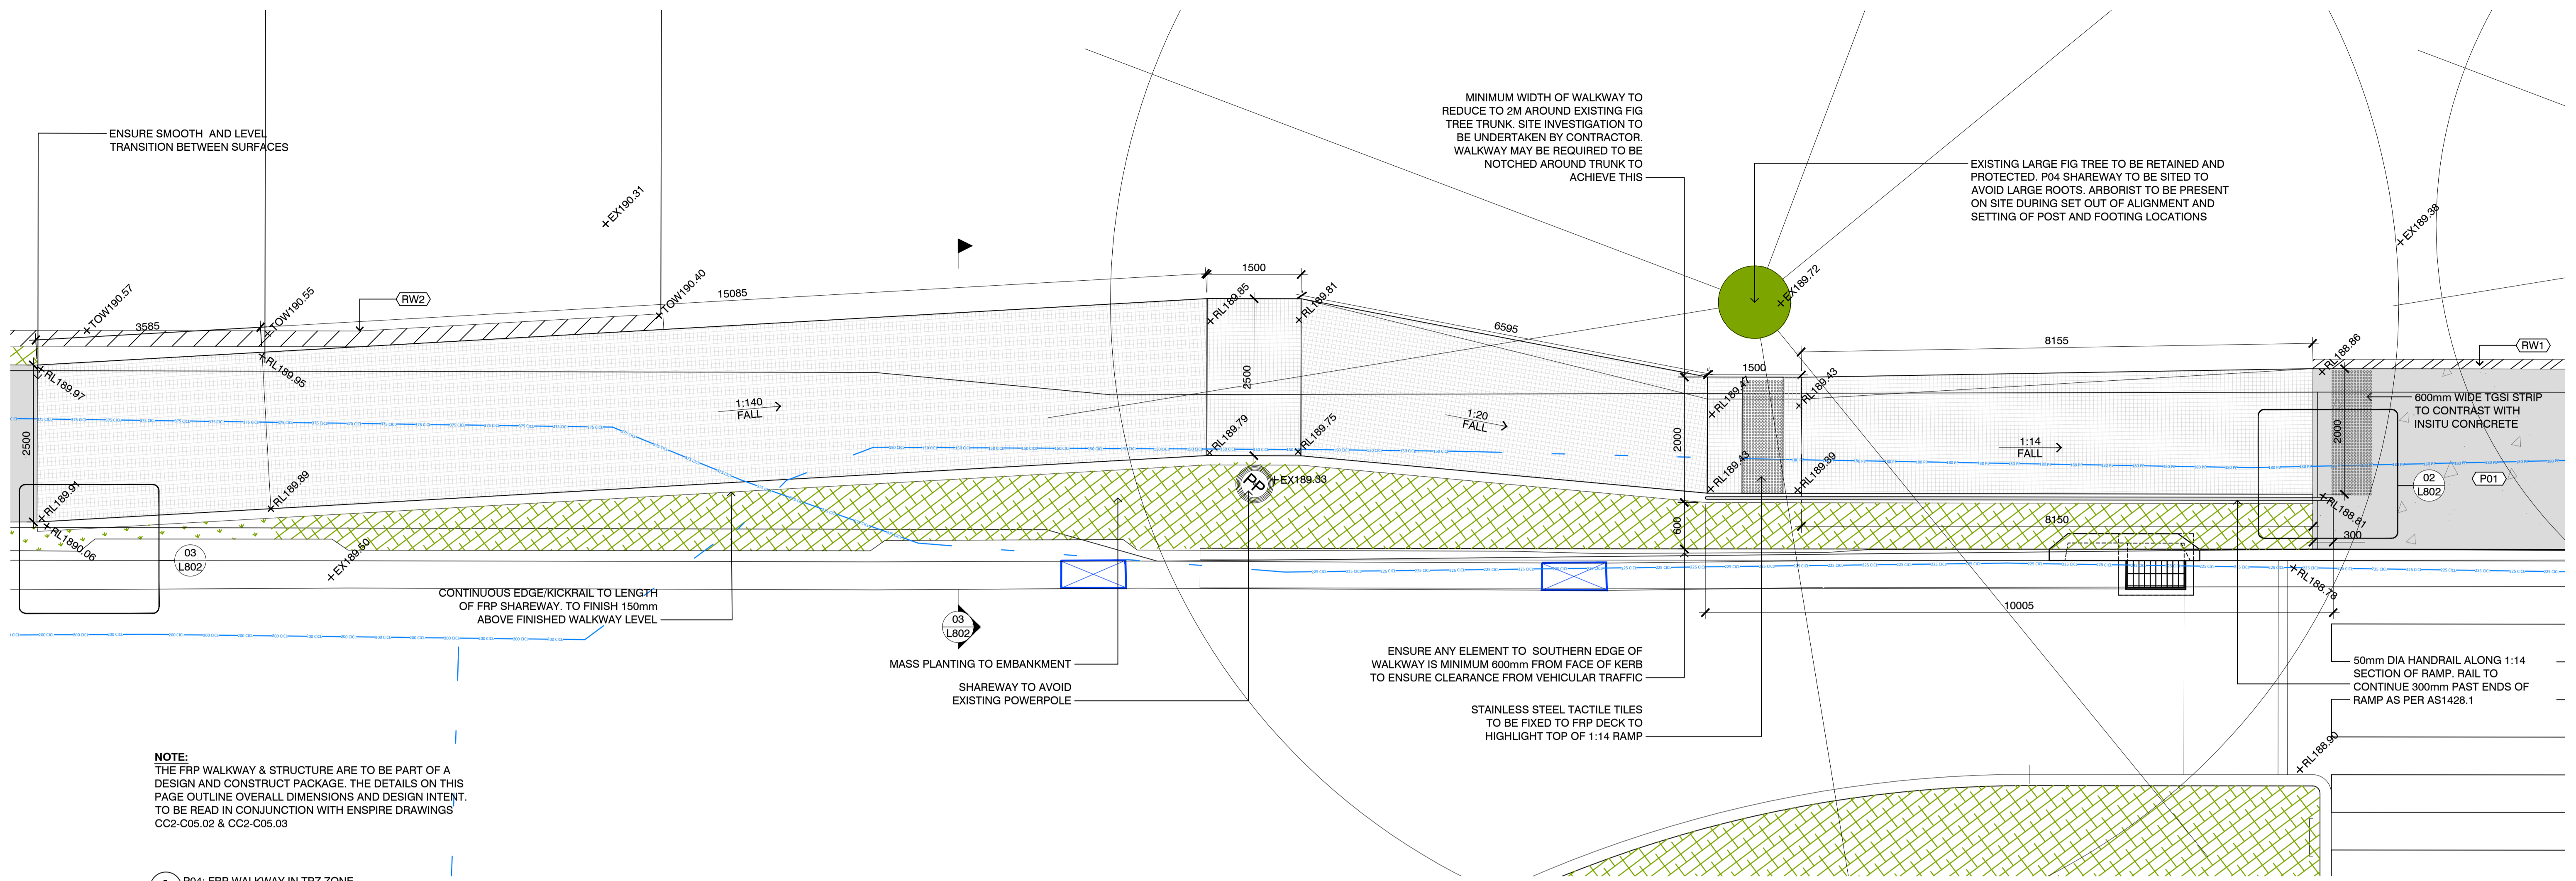 MINIMUM WIDTH OF WALKWAY TO
REDUCE TO 2M AROUND EXISTING FIG
TREE TRUNK. SITE INVESTIGATION TO
BE UNDERTAKEN BY CONTRACTOR.
WALKWAY MAY BE REQUIRED TO BE
NOTCHED AROUND TRUNK TO
ACHIEVE THIS
ENSURE SMOOTH AND LEVEL
TRANSITION BETWEEN SURFACES
EXISTING LARGE FIG TREE TO BE RETAINED AND
PROTECTED. P04 SHAREWAY TO BE SITED TO
AVOID LARGE ROOTS. ARBORIST TO BE PRESENT
ON SITE DURING SET OUT OF ALIGNMENT AND
SETTING OF POST AND FOOTING LOCATIONS
+EX190.31
+EX189.38
+TOW190.57
+TOW190.55
RW2
+TOW190.40
15085
1500
3585
+RL189.85
+RL189.81
6595
+EX189.72
8155
+RL188.86
RW1
+RL189.97
+RL189.95
1:140
FALL
2500
2500
1:20
FALL
1500
+RL189.47
+RL189.43
2000
1:14
FALL
2000
600mm WIDE TGSI STRIP
TO CONTRAST WITH
INSITU CONRCRETE
+RL189.91
+RL1890.06
+RL189.89
+RL189.79
+RL189.75
PP
+EX189.33
+RL189.43
+RL189.39
600
8150
+RL188.81
300
02
L802
P01
03
L802
+EX189.50
+RL188.78
10005
CONTINUOUS EDGE/KICKRAIL TO LENGTH
OF FRP SHAREWAY. TO FINISH 150mm
ABOVE FINISHED WALKWAY LEVEL
03
L802
MASS PLANTING TO EMBANKMENT
SHAREWAY TO AVOID
EXISTING POWERPOLE
ENSURE ANY ELEMENT TO SOUTHERN EDGE OF
WALKWAY IS MINIMUM 600mm FROM FACE OF KERB
TO ENSURE CLEARANCE FROM VEHICULAR TRAFFIC
STAINLESS STEEL TACTILE TILES
TO BE FIXED TO FRP DECK TO
HIGHLIGHT TOP OF 1:14 RAMP
50mm DIA HANDRAIL ALONG 1:14
SECTION OF RAMP. RAIL TO
CONTINUE 300mm PAST ENDS OF
RAMP AS PER AS1428.1
+RL188.90
NOTE:
THE FRP WALKWAY & STRUCTURE ARE TO BE PART OF A
DESIGN AND CONSTRUCT PACKAGE. THE DETAILS ON THIS
PAGE OUTLINE OVERALL DIMENSIONS AND DESIGN INTENT.
TO BE READ IN CONJUNCTION WITH ENSPIRE DRAWINGS
CC2-C05.02 & CC2-C05.03
P04: FRP WALKWAY IN TPZ ZONE